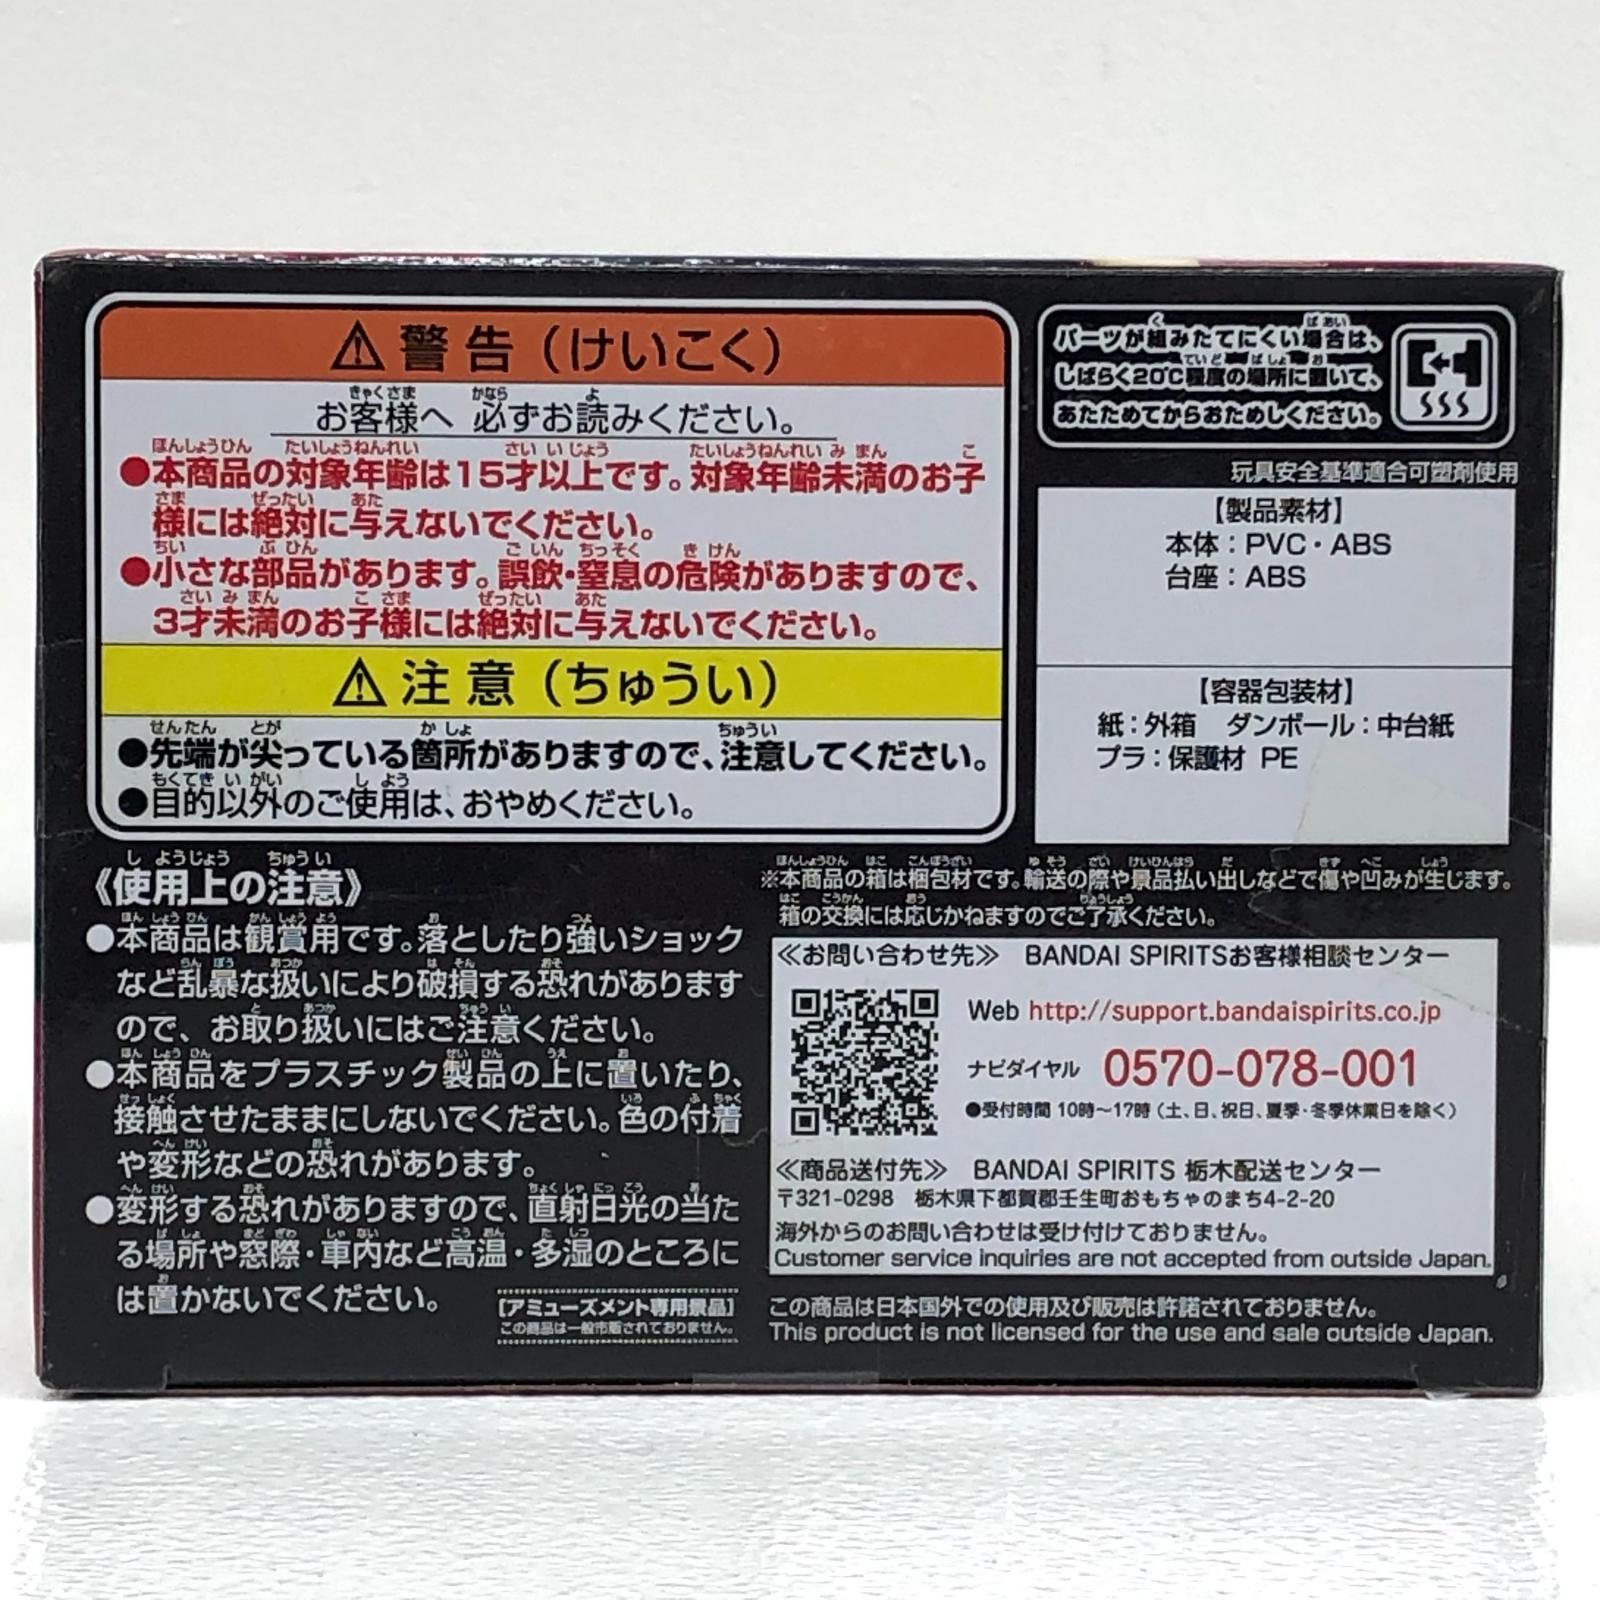 ⚠警告（けいこく）
お客様へ 必ずお読みください。
●本商品の対象年齢は15才以上です。対象年齢未満のお子
様には絶対に与えないでください。
●小さな部品があります。誤飲・窒息の危険がありますので、
3才未満のお子様には絶対に与えないでください。
⚠注意（ちゅうい）
●先端が尖っている箇所がありますので、注意してください。
●目的以外のご使用は、おやめください。
パーツが組みたてにくい場合は、
しばらく20℃程度の場所に置いて、
あたためてからおためしください。
玩具安全基準適合可塑剤使用
【製品素材】
本体：PVC・ABS
台座：ABS
【容器包装材】
紙：外箱 ダンボール：中台紙
プラ：保護材 PE
《使用上の注意》
●本商品は観賞用です。落としたり強いショック
など乱暴な扱いにより破損する恐れがあります
ので、お取り扱いにはご注意ください。
●本商品をプラスチック製品の上に置いたり、
接触させたままにしないでください。色の付着
や変形などの恐れがあります。
●変形する恐れがありますので、直射日光の当た
る場所や窓際・車内など高温・多湿のところに
は置かないでください。
[アミューズメント専用景品]
この商品は一般市販されておりません。
※本商品の箱は梱包材です。輸送の際や景品払い出しなどで傷や凹みが生じます。
箱の交換には応じかねますのでご了承ください。
≪お問い合わせ先≫ BANDAI SPIRITSお客様相談センター
Web http://support.bandaispirits.co.jp
ナビダイヤル 0570-078-001
●受付時間 10時～17時（土、日、祝日、夏季・冬季休業日を除く）
≪商品送付先≫ BANDAI SPIRITS 栃木配送センター
〒321-0298 栃木県下都賀郡壬生町おもちゃのまち4-2-20
海外からのお問い合わせは受け付けておりません。
Customer service inquiries are not accepted from outside Japan.
この商品は日本国外での使用及び販売は許諾されておりません。
This product is not licensed for the use and sale outside Japan.